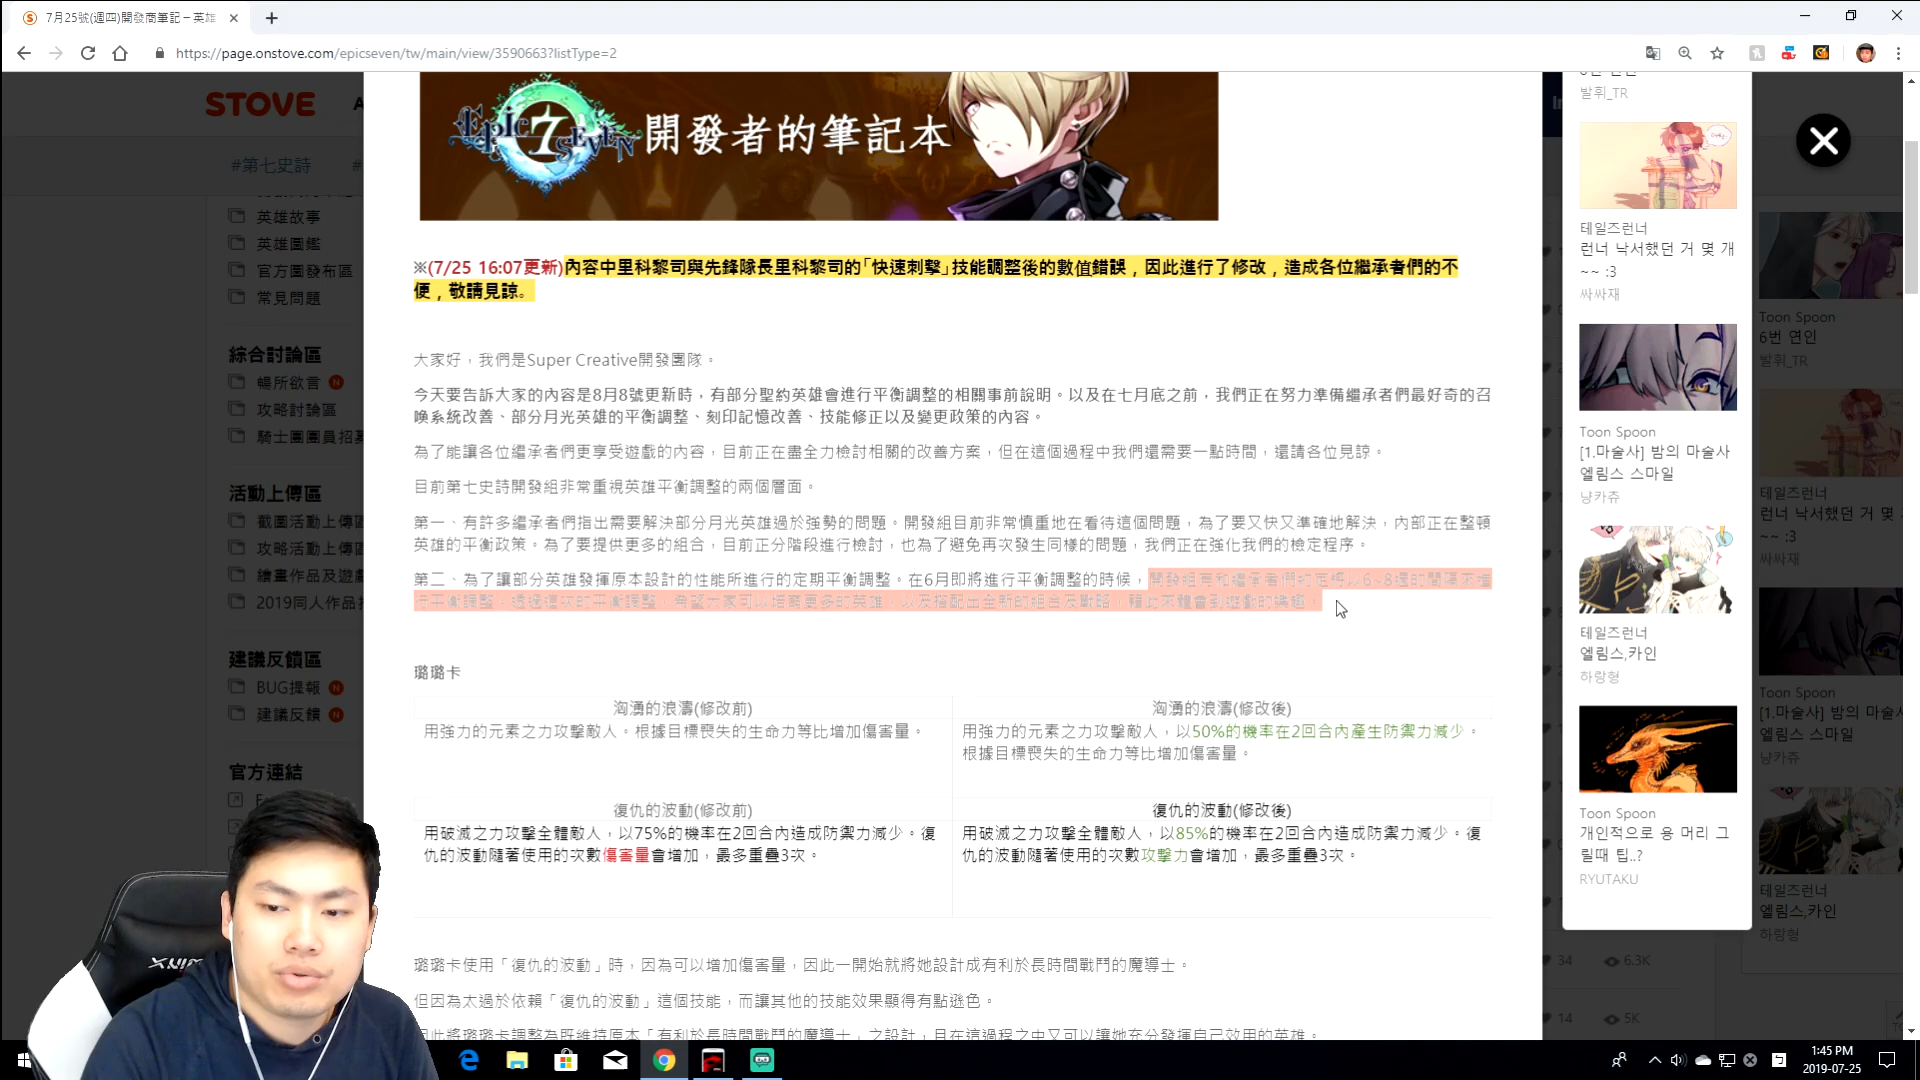 7月25號(週四)開發商筆記 – 英雄
https://page.onstove.com/epicseven/tw/main/view/3590663?listType=2
STOVE
#第七史詩
英雄故事
英雄圖鑑
官方圖發布區
常見問題
綜合討論區
暢所欲言 N
攻略討論區
騎士團團員招募
活動上傳區
截圖活動上傳區
攻略活動上傳區
繪畫作品及遊戲
2019同人作品
建議反饋區
BUG提報 N
建議反饋 N
官方連結
EPIC SEVEN 開發者的筆記本
※(7/25 16:07更新)內容中里科黎司與先鋒隊長里科黎司的「快速刺擊」技能調整後的數值錯誤，因此進行了修改，造成各位繼承者們的不
便，敬請見諒。
大家好，我們是Super Creative開發團隊。
今天要告訴大家的內容是8月8號更新時，有部分聖約英雄會進行平衡調整的相關事前說明。以及在七月底之前，我們正在努力準備繼承者們最好奇的召
喚系統改善、部分月光英雄的平衡調整、刻印記憶改善、技能修正以及變更政策的內容。
為了能讓各位繼承者們更享受遊戲的內容，目前正在盡全力檢討相關的改善方案，但在這個過程中我們還需要一點時間，還請各位見諒。
目前第七史詩開發組非常重視英雄平衡調整的兩個層面。
第一、有許多繼承者們指出需要解決部分月光英雄過於強勢的問題。開發組目前非常慎重地在看待這個問題，為了要又快又準確地解決，內部正在整頓
英雄的平衡政策。為了要提供更多的組合，目前正分階段進行檢討，也為了避免再次發生同樣的問題，我們正在強化我們的檢定程序。
第二、為了讓部分英雄發揮原本設計的性能所進行的定期平衡調整。在6月即將進行平衡調整的時候，開發組有和繼承者們約定將以6~8週的間隔來進
行平衡調整。透過這次的平衡調整，希望大家可以培育更多的英雄，以及搭配出全新的組合及戰略，藉此來體會到遊戲的樂趣。
璐璐卡
洶湧的浪濤(修改前)
洶湧的浪濤(修改後)
用強力的元素之力攻擊敵人。根據目標喪失的生命力等比增加傷害量。
用強力的元素之力攻擊敵人，以50%的機率在2回合內產生防禦力減少。
根據目標喪失的生命力等比增加傷害量。
復仇的波動(修改前)
復仇的波動(修改後)
用破滅之力攻擊全體敵人，以75%的機率在2回合內造成防禦力減少。復
仇的波動隨著使用的次數傷害量會增加，最多重疊3次。
用破滅之力攻擊全體敵人，以85%的機率在2回合內造成防禦力減少。復
仇的波動隨著使用的次數攻擊力會增加，最多重疊3次。
璐璐卡使用「復仇的波動」時，因為可以增加傷害量，因此一開始就將她設計成有利於長時間戰鬥的魔導士。
但因為太過於依賴「復仇的波動」這個技能，而讓其他的技能效果顯得有點遜色。
因此將璐璐卡調整為既維持原本「有利於長時間戰鬥的魔導士」之設計，且在這過程之中又可以讓她充分發揮自己效用的英雄。
발휘_TR
테일즈런너
런너 낙서했던 거 몇 개
~~ :3
싸싸재
Toon Spoon
[1.마술사] 밤의 마술사
엘림스 스마일
냥카쥬
테일즈런너
엘림스,카인
하랑형
Toon Spoon
개인적으로 용 머리 그
릴때 팁..?
RYUTAKU
Toon Spoon
6번 연인
발휘_TR
테일즈런너
런너 낙서했던 거 몇
~~ :3
싸싸재
Toon Spoon
[1.마술사] 밤의 마술사
엘림스 스마일
냥카쥬
테일즈런너
엘림스,카인
하랑형
34 6.3K
14 5K
1:45 PM
2019-07-25